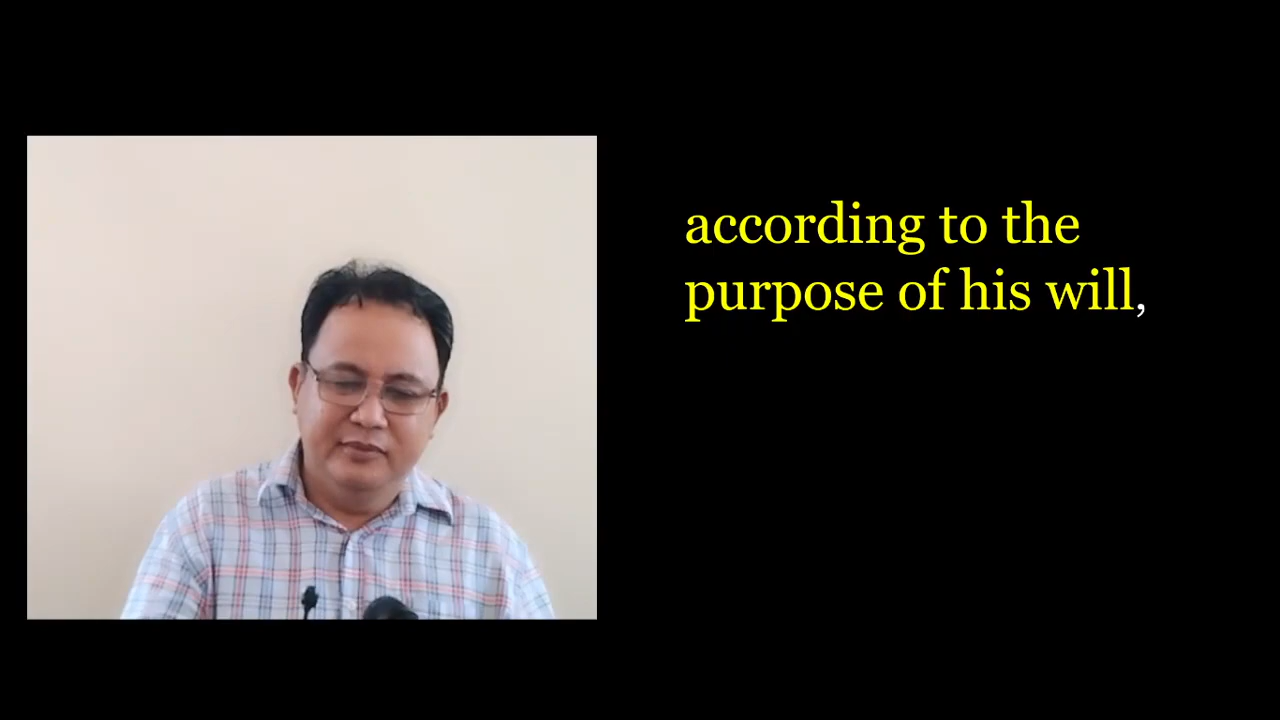 according to the
purpose of his will,